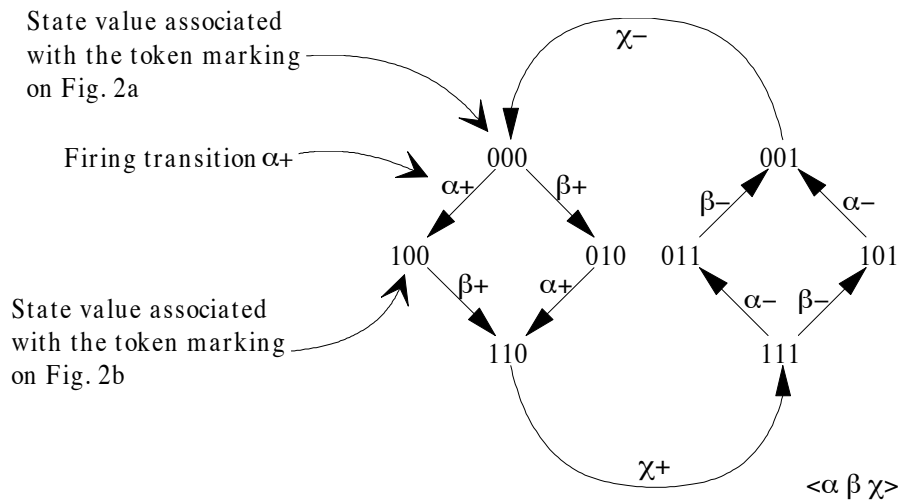 State value associated
with the token marking
on Fig. 2a
χ−
Firing transition α+
000
001
α+
β+
β−
α−
100
010
011
101
β+
α+
α−
β−
State value associated
with the token marking
on Fig. 2b
110
111
χ+
<α β χ>